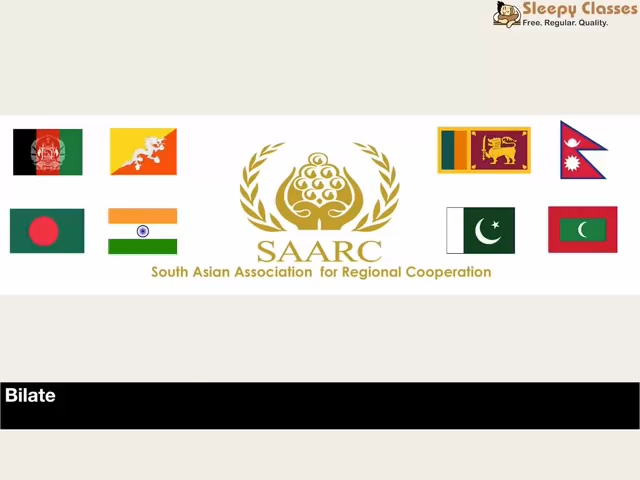 Sleepy Classes
Free. Regular. Quality.
SAARC
South Asian Association for Regional Cooperation
Bilate